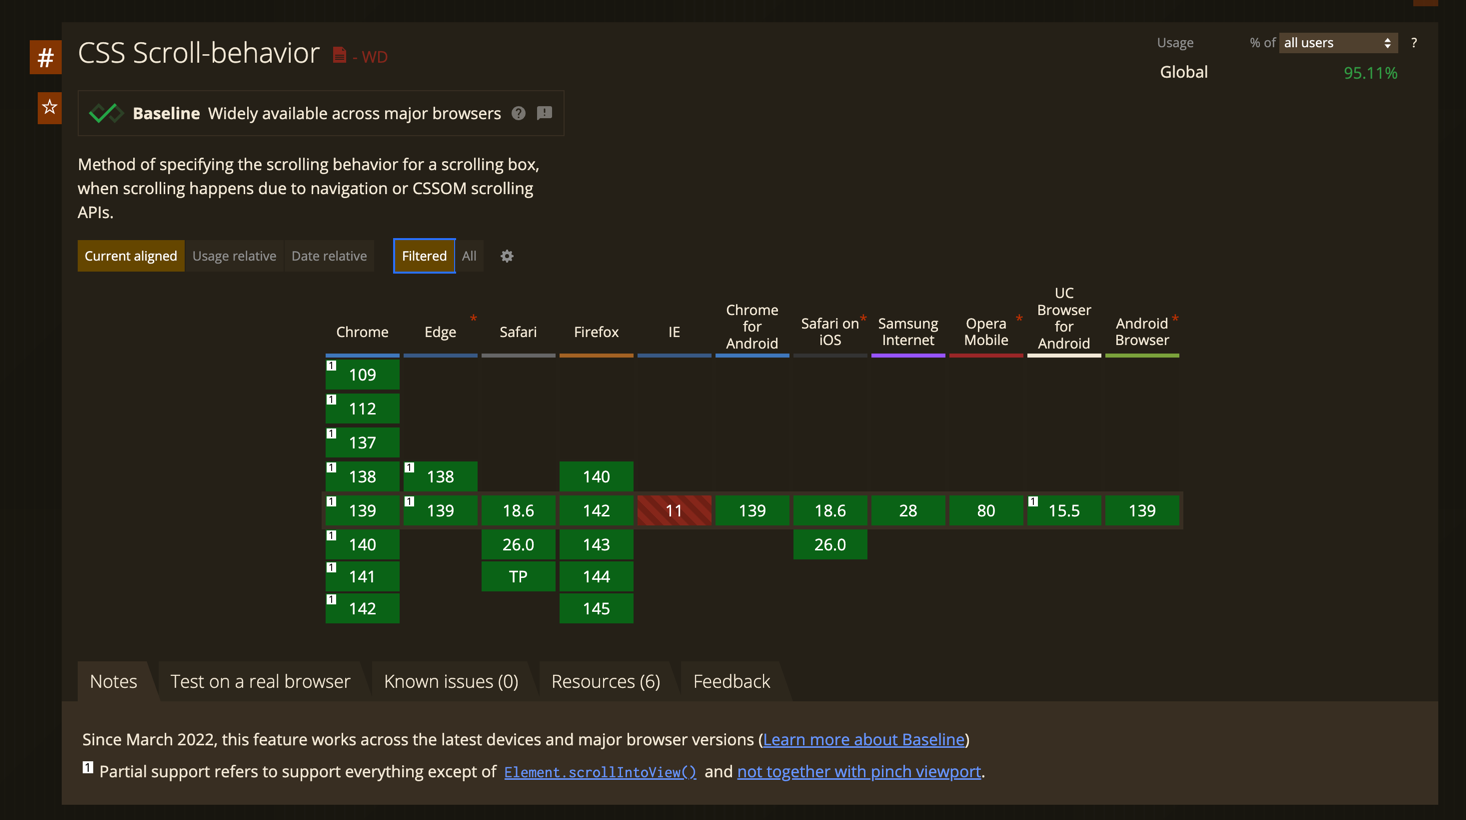 #
CSS Scroll-behavior - WD
Usage % of all users ?
Global 95.11%
Baseline Widely available across major browsers ?
Method of specifying the scrolling behavior for a scrolling box,
when scrolling happens due to navigation or CSSOM scrolling
APIs.
Current aligned Usage relative Date relative Filtered All
Chrome
Edge *
Safari
Firefox
IE
Chrome
for
Android
Safari on *
iOS
Samsung
Internet
Opera *
Mobile
UC
Browser
for
Android
Android *
Browser
1 109
1 112
1 137
1 138 1 138 140
1 139 1 139 18.6 142 11 139 18.6 28 80 1 15.5 139
1 140 26.0 143 26.0
1 141 TP 144
1 142 145
Notes Test on a real browser Known issues (0) Resources (6) Feedback
Since March 2022, this feature works across the latest devices and major browser versions (Learn more about Baseline)
1 Partial support refers to support everything except of Element.scrollIntoView() and not together with pinch viewport.